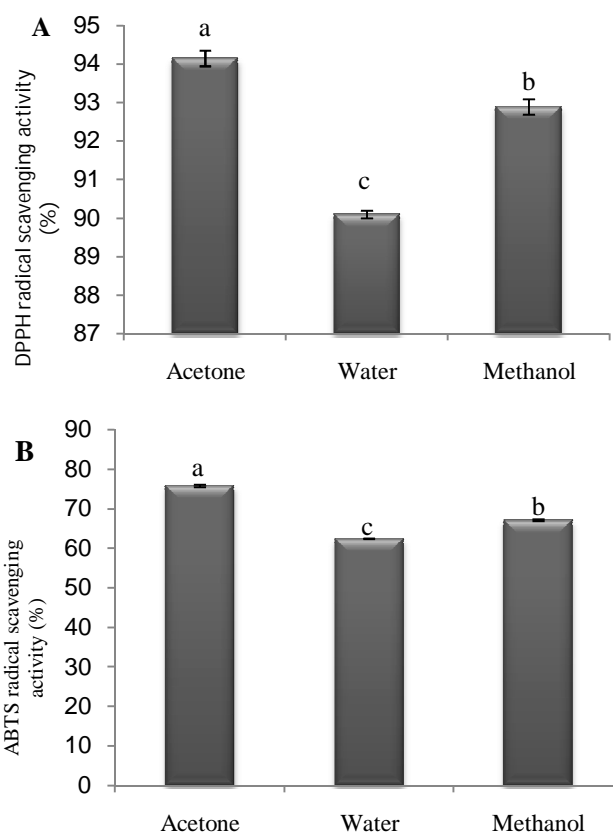 A
DPPH radical scavenging activity
(%)
95
94
93
92
91
90
89
88
87
a
c
b
Acetone Water Methanol
B
ABTS radical scavenging
activity (%)
90
80
70
60
50
40
30
20
10
0
a
c
b
Acetone Water Methanol